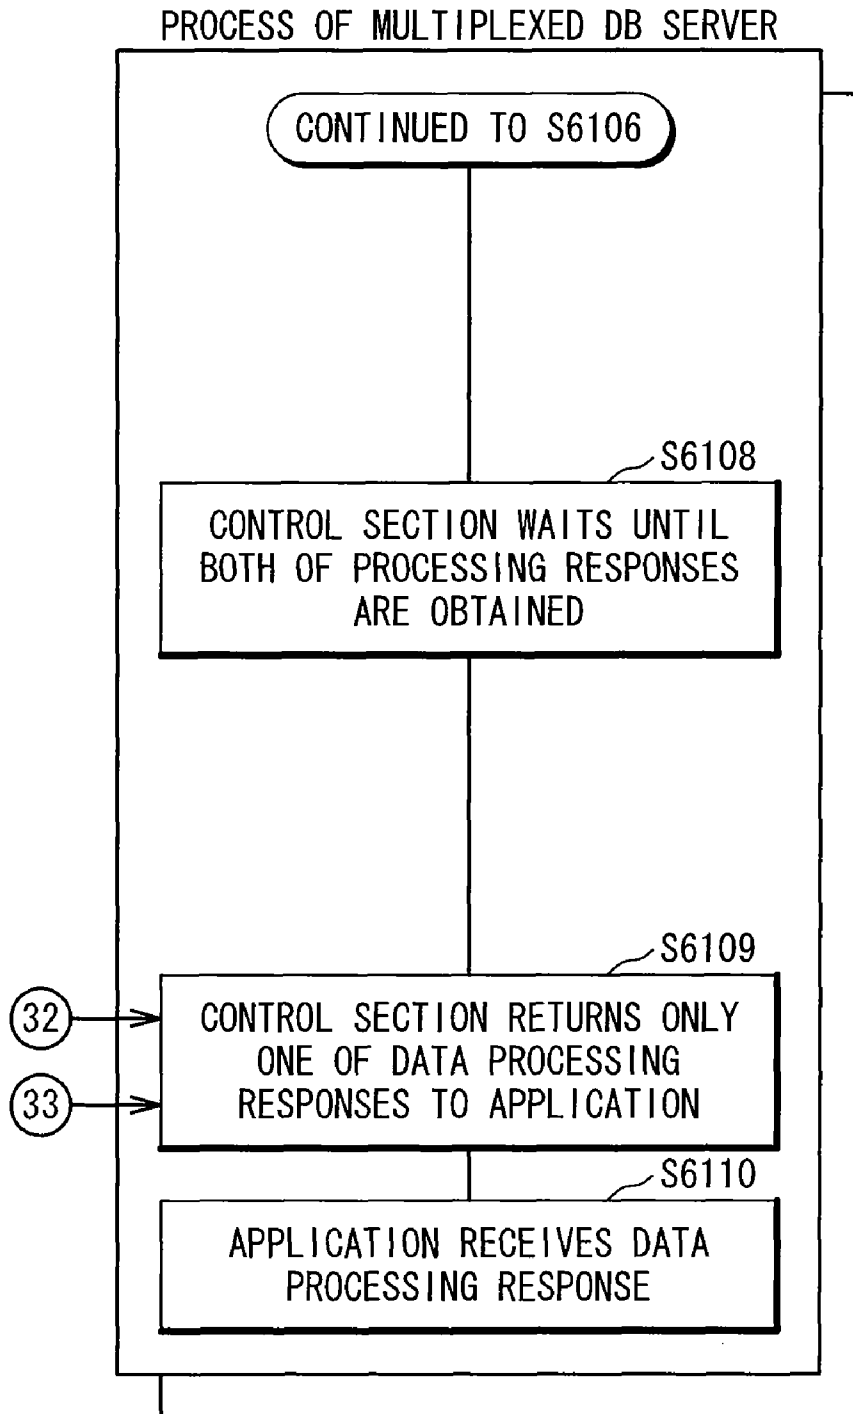 PROCESS OF MULTIPLEXED DB SERVER
CONTINUED TO S6106
S6108
CONTROL SECTION WAITS UNTIL
BOTH OF PROCESSING RESPONSES
ARE OBTAINED
S6109
32
CONTROL SECTION RETURNS ONLY
ONE OF DATA PROCESSING
33
RESPONSES TO APPLICATION
S6110
APPLICATION RECEIVES DATA
PROCESSING RESPONSE